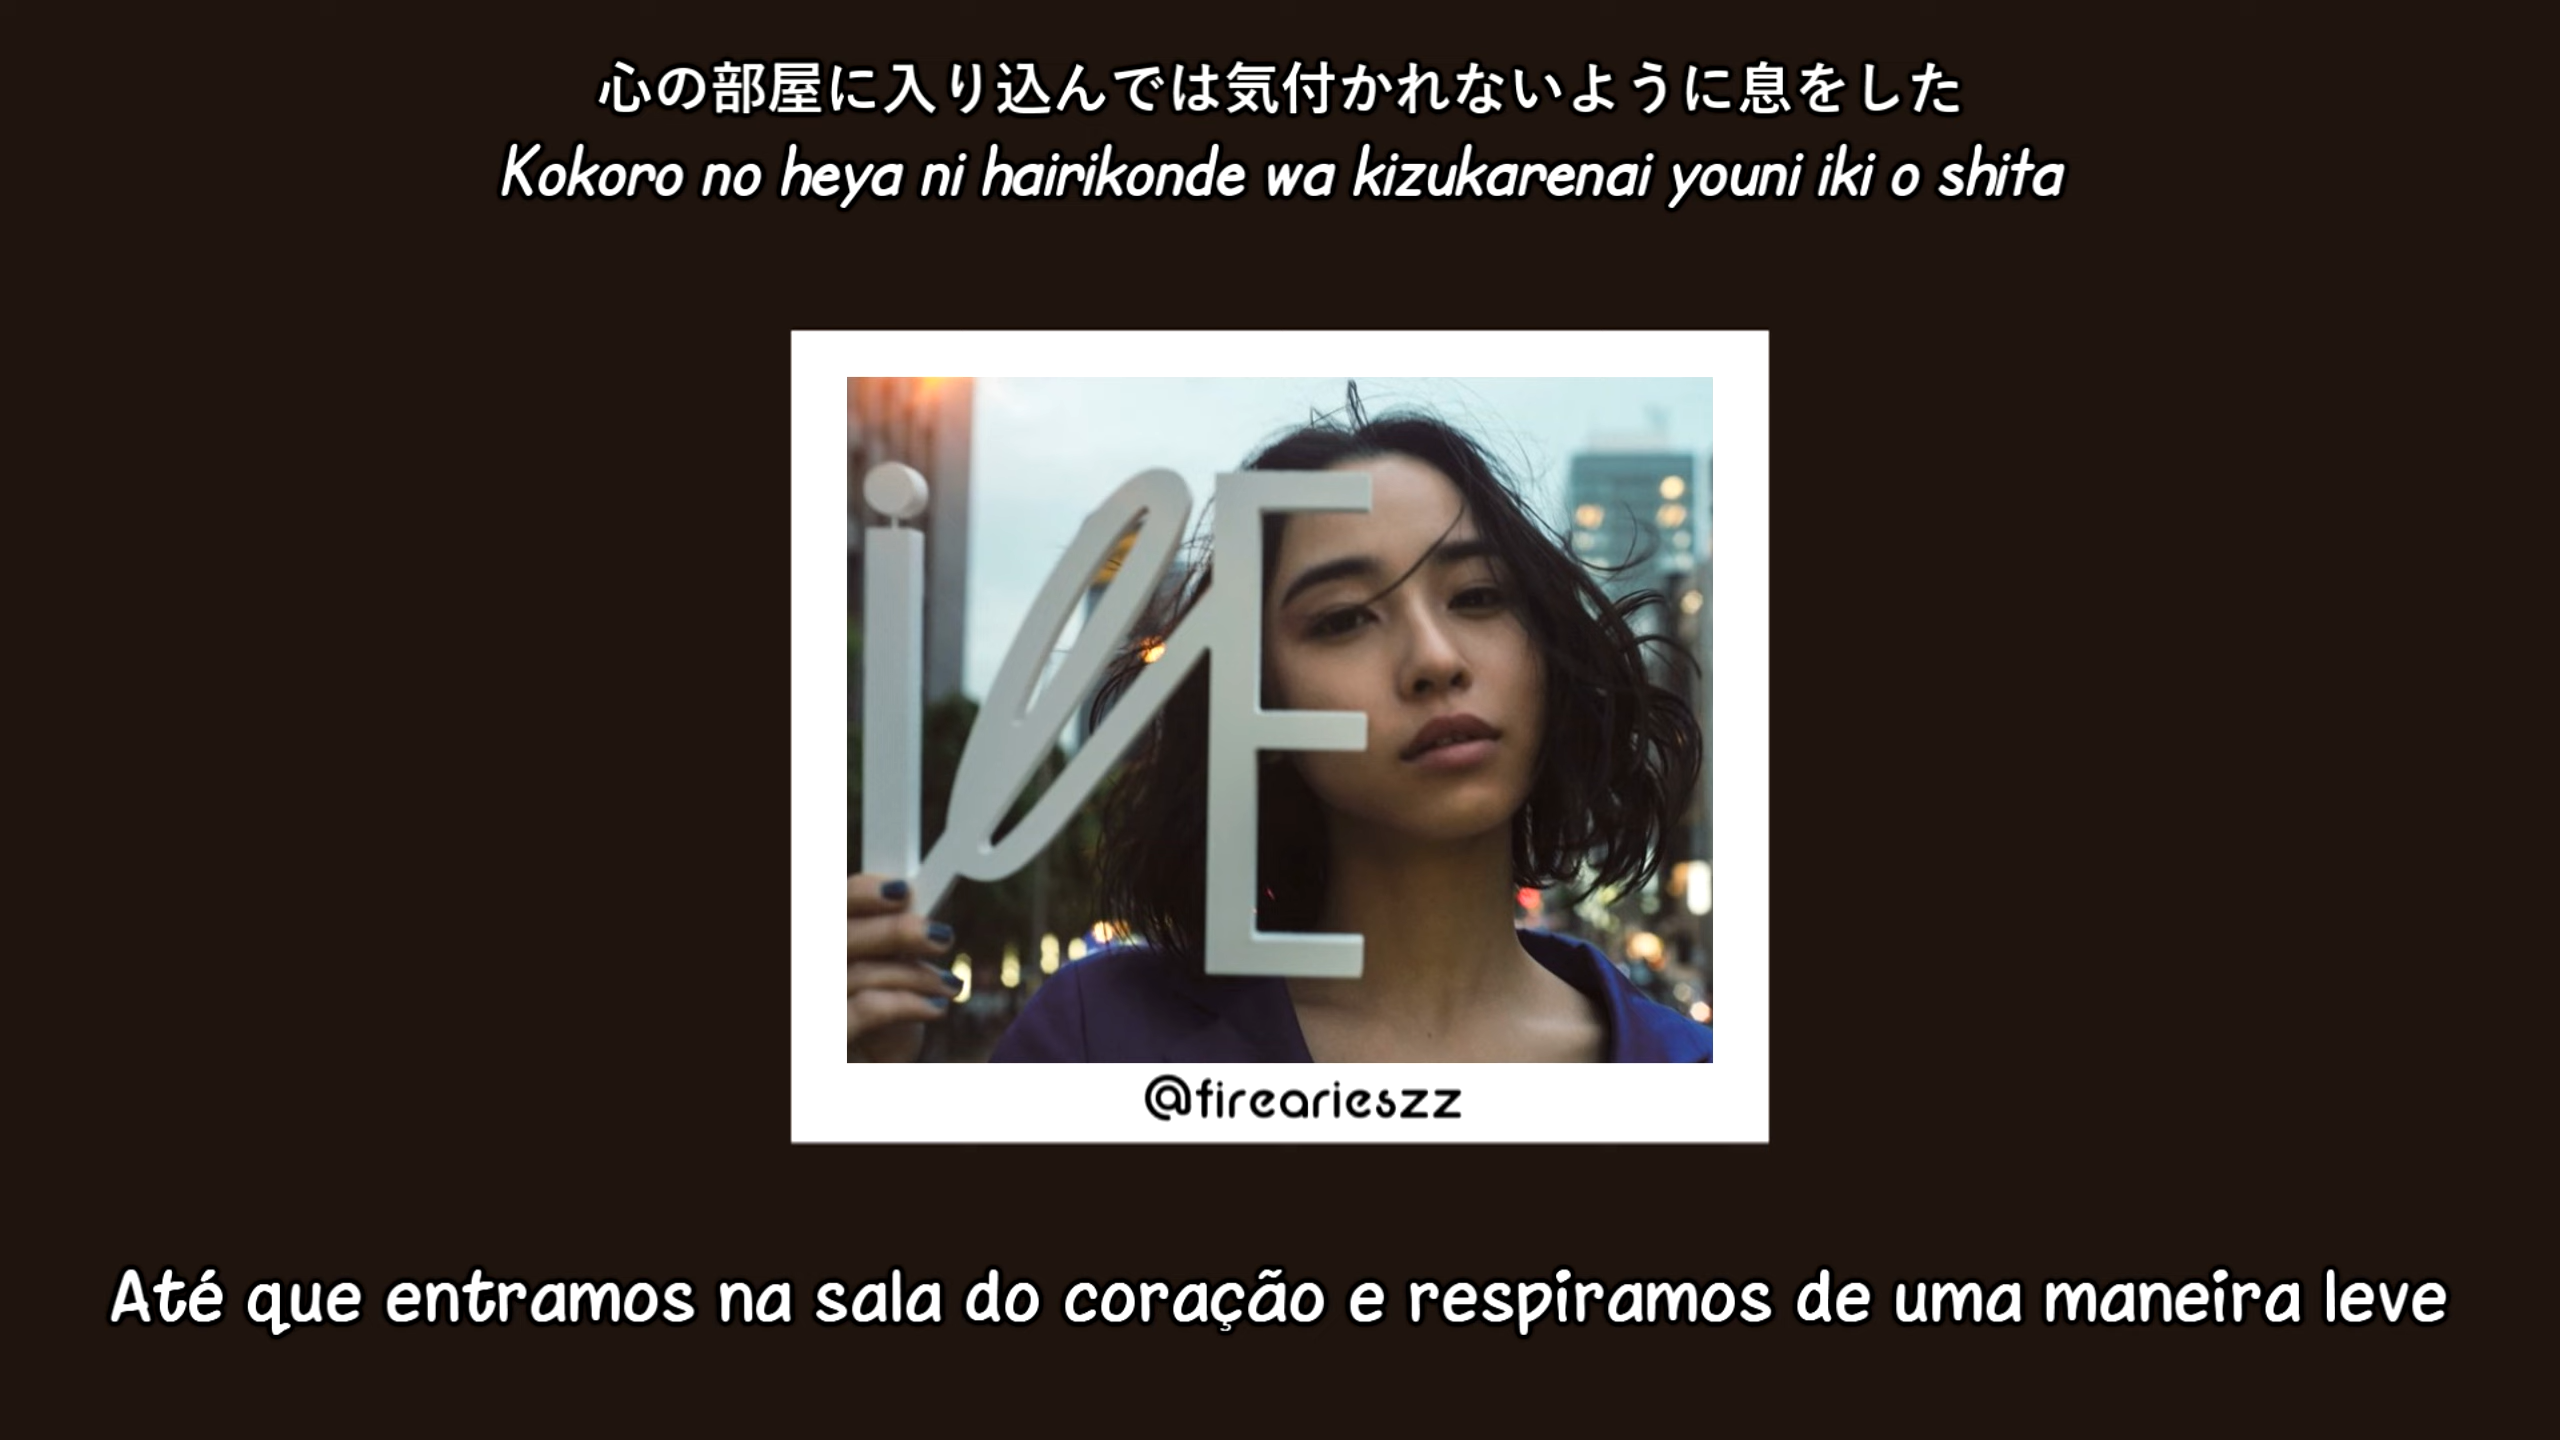 心の部屋に入り込んでは気付かれないように息をした
Kokoro no heya ni hairikonde wa kizukarenai youni iki o shita
ilE
@firearieszz
Até que entramos na sala do coração e respiramos de uma maneira leve